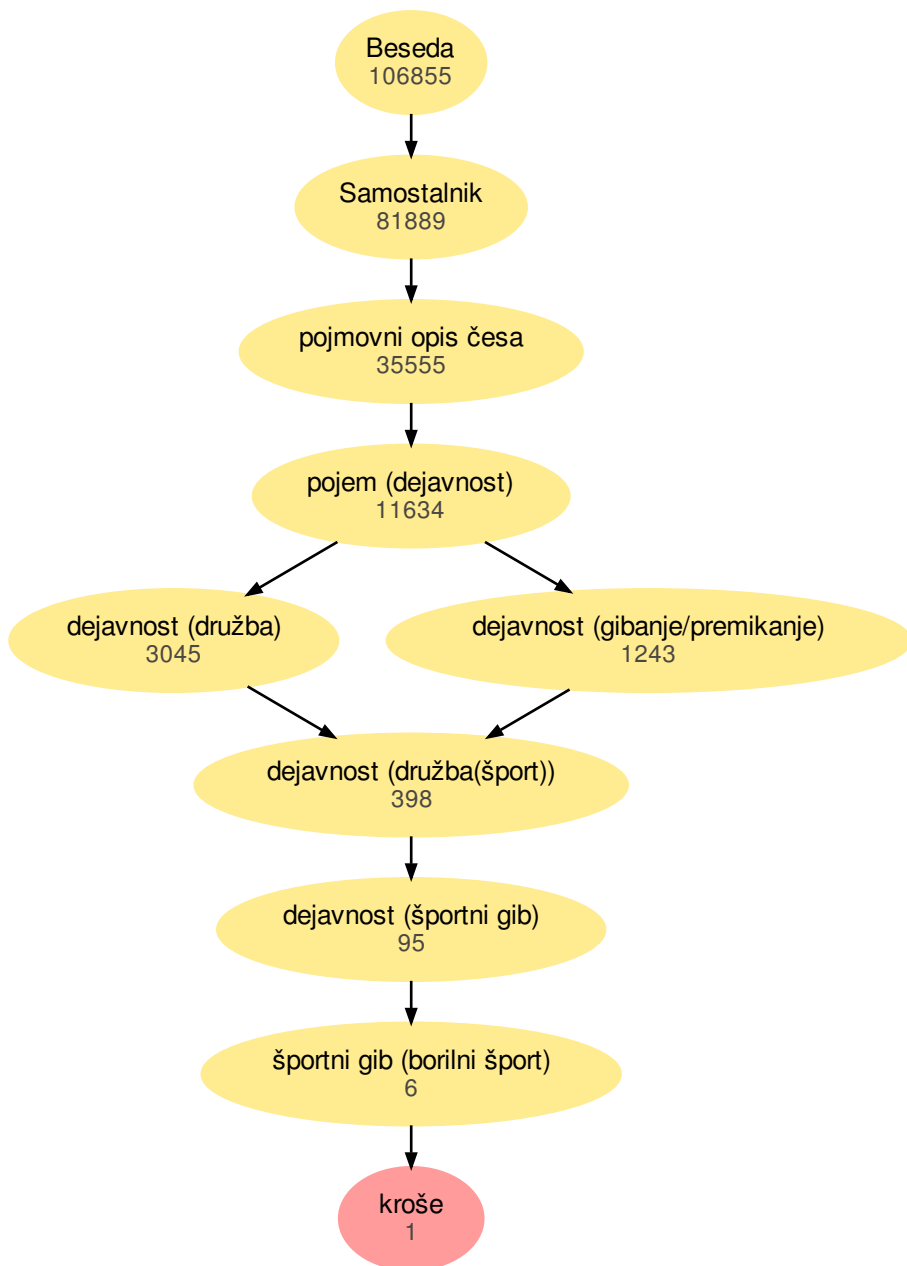 Beseda
106855
Samostalnik
81889
pojmovni opis česa
35555
pojem (dejavnost)
11634
dejavnost (družba)
3045
dejavnost (gibanje/premikanje)
1243
dejavnost (družba(šport))
398
dejavnost (športni gib)
95
športni gib (borilni šport)
6
kroše
1